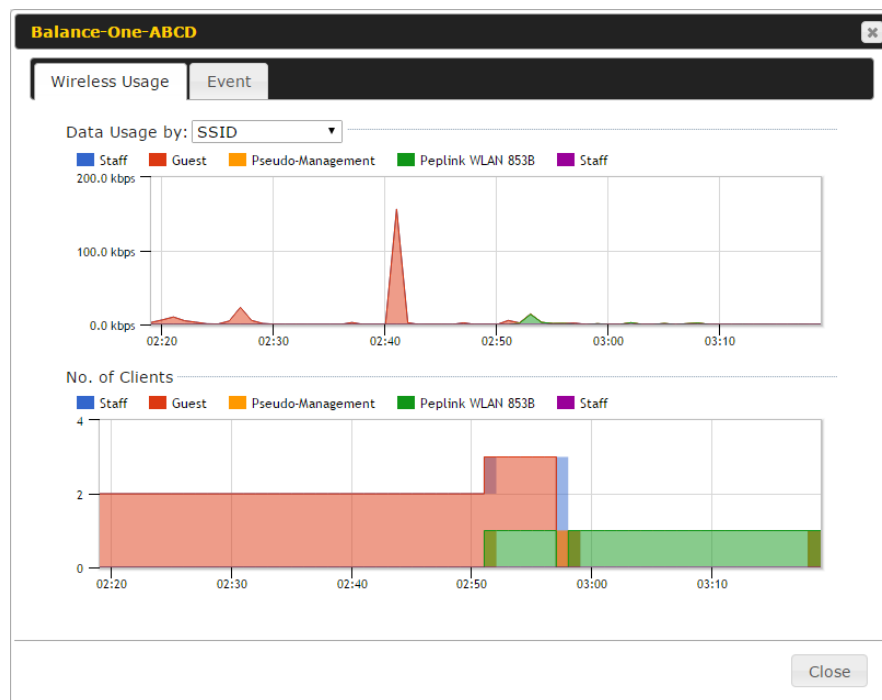 Balance-One-ABCD
Wireless Usage Event
Data Usage by: SSID
Staff Guest Pseudo-Management Peplink WLAN 853B Staff
200.0 kbps
100.0 kbps
0.0 kbps
02:20 02:30 02:40 02:50 03:00 03:10
No. of Clients
Staff Guest Pseudo-Management Peplink WLAN 853B Staff
4
2
0
02:20 02:30 02:40 02:50 03:00 03:10
Close